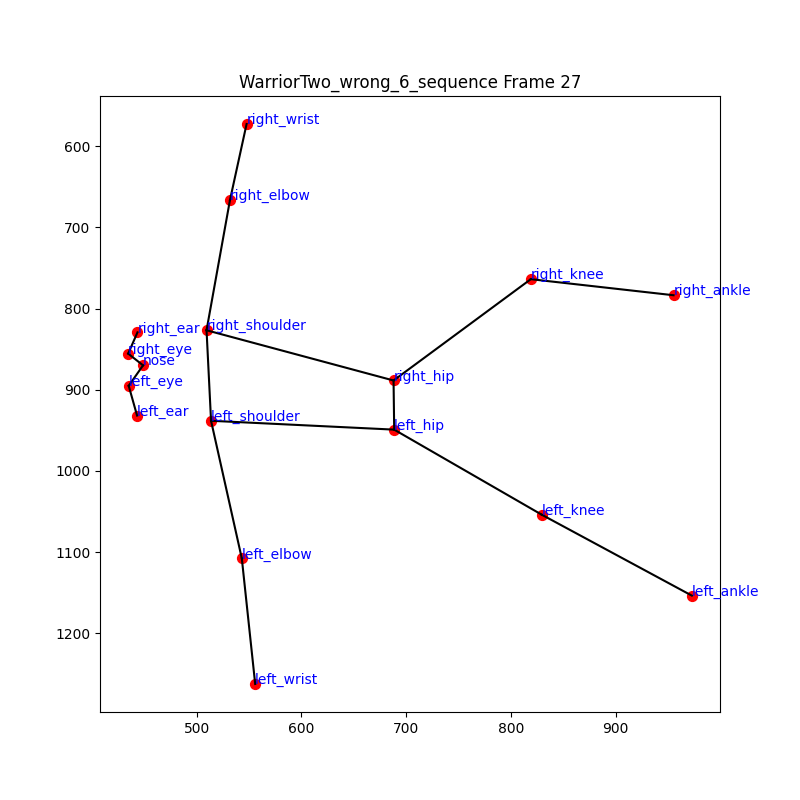 WarriorTwo_wrong_6_sequence Frame 27
right_wrist
600
right_elbow
700
right_knee
right_ankle
800
right_shoulder
right_ear
right_eye
nose
right_hip
left_eye
900
left_ear
left_shoulder
left_hip
1000
left_knee
left_elbow
1100
left_ankle
1200
left_wrist
500 600 700 800 900